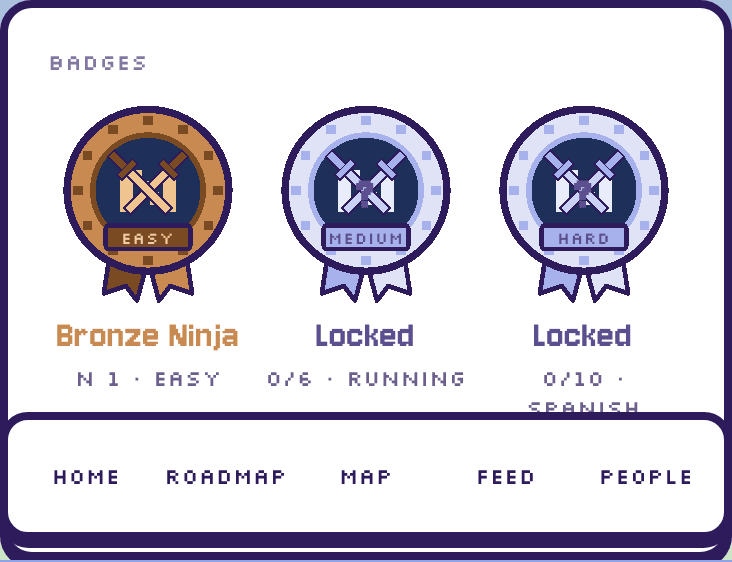 BADGES
EASY
MEDIUM
?
HARD
?
Bronze Ninja
Locked
Locked
N 1 · EASY
0/6 · RUNNING
0/10 ·
SPANISH
HOME
ROADMAP
MAP
FEED
PEOPLE